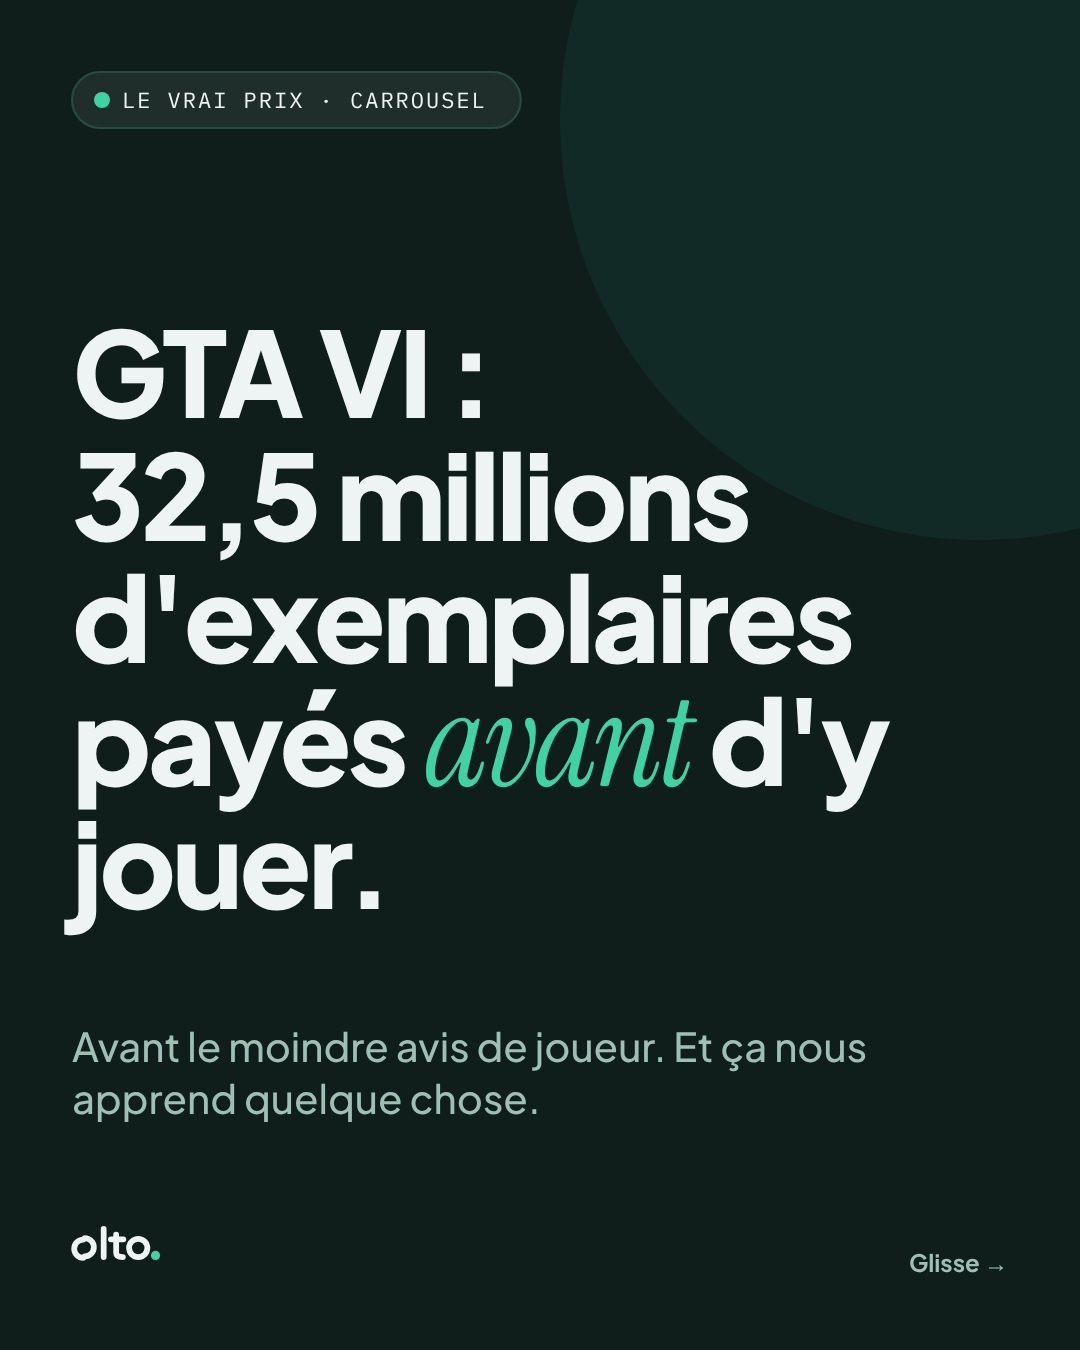 LE VRAI PRIX · CARROUSEL
GTA VI :
32,5 millions
d'exemplaires
payés avant d'y
jouer.
Avant le moindre avis de joueur. Et ça nous
apprend quelque chose.
olto.
Glisse →